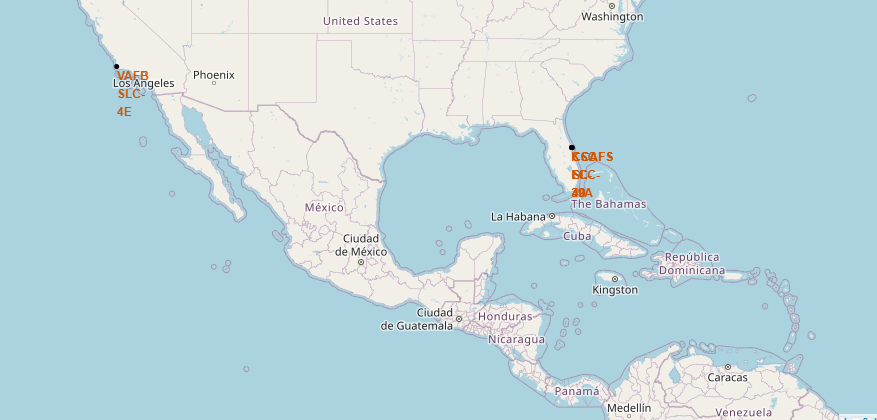 Washington
United States
Phoenix
VAFB
SLC-
4E
Los Angeles
The Bahamas
La Habana
Cuba
México
Ciudad
de México
República
Dominicana
Kingston
Ciudad
de Guatemala
Honduras
Nicaragua
Caracas
Panamá
Medellín
Venezuela